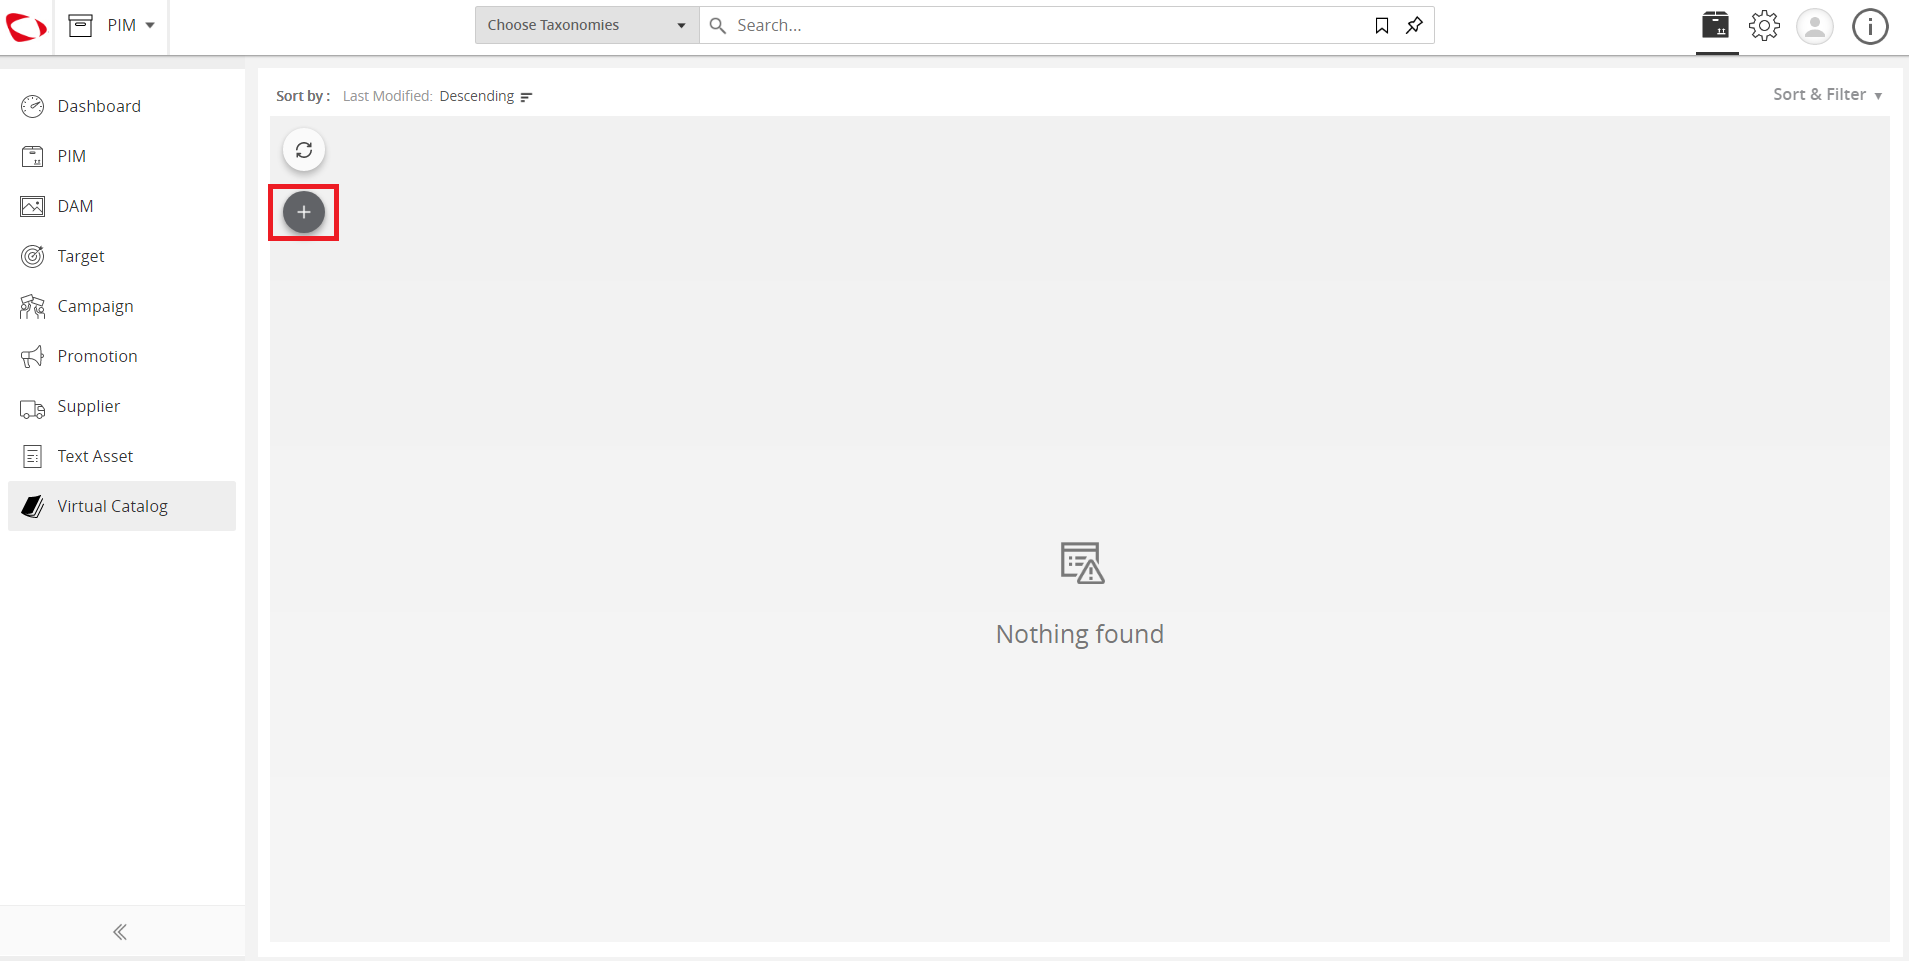 PIM
Choose Taxonomies
Search...
Dashboard
PIM
DAM
Target
Campaign
Promotion
Supplier
Text Asset
Virtual Catalog
Sort by : Last Modified: Descending
Sort & Filter
Nothing found